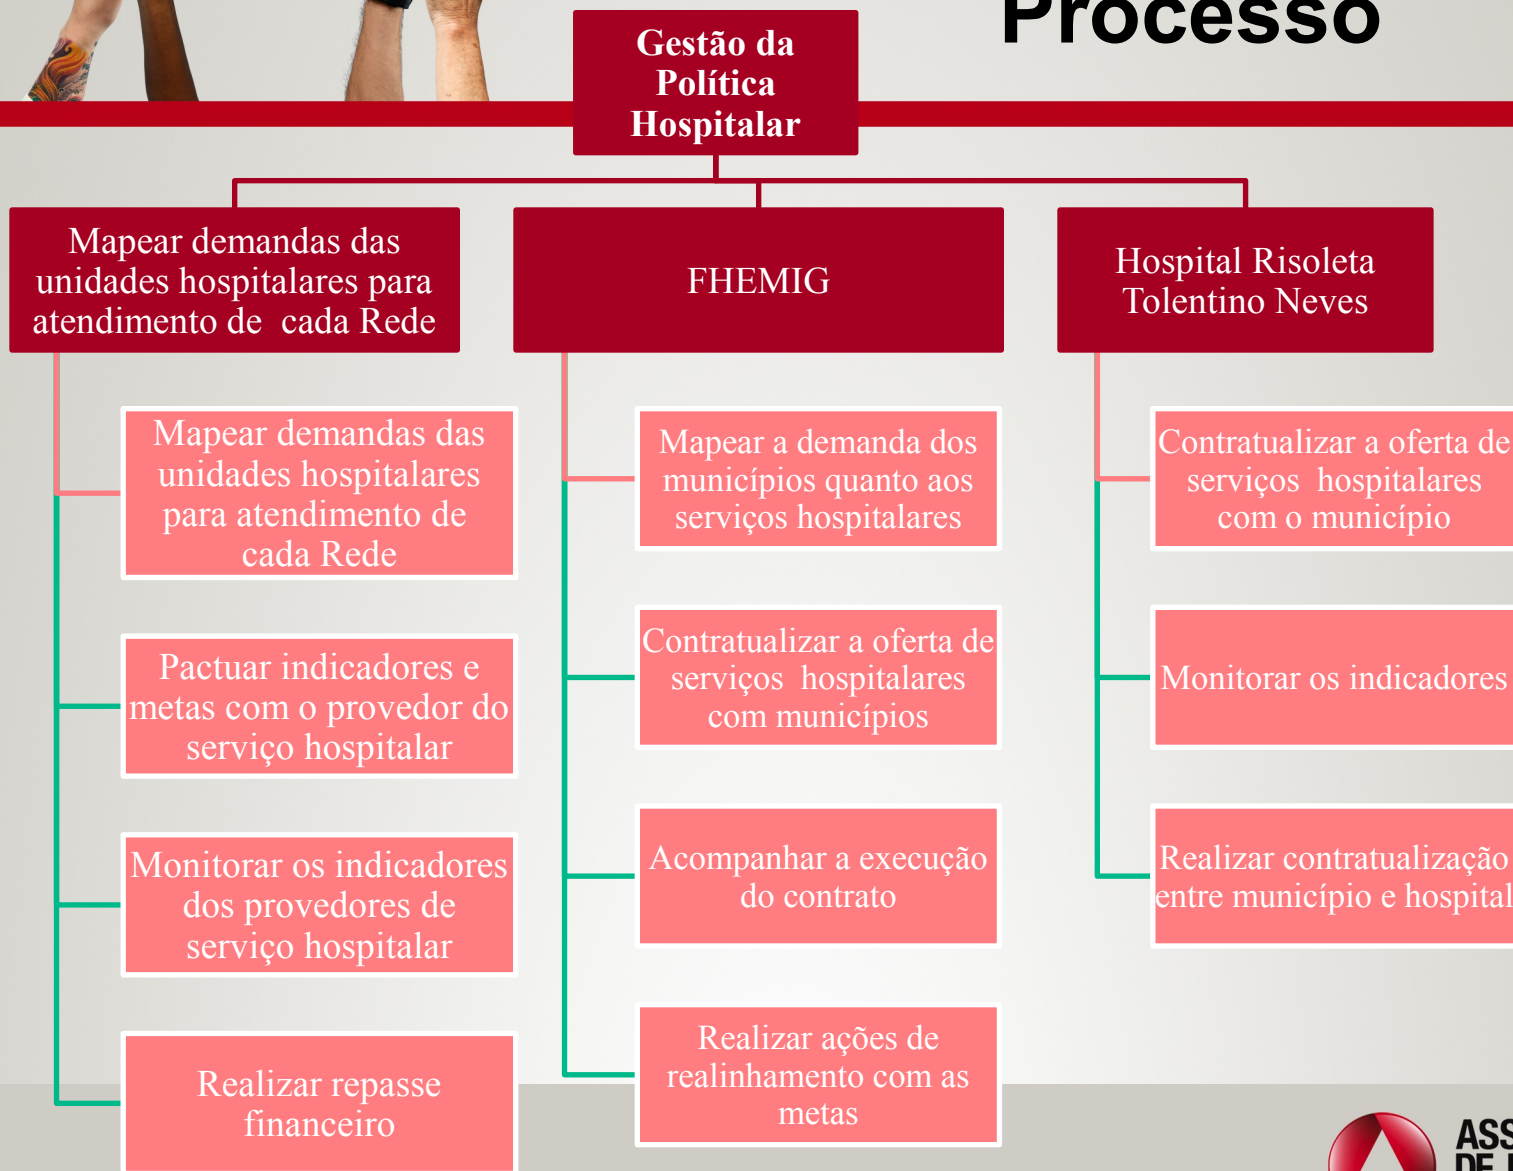 Processo
Gestão da
Política
Hospitalar
Mapear demandas das
unidades hospitalares para
atendimento de  cada Rede
FHEMIG
Hospital Risoleta
Tolentino Neves
Mapear demandas das
unidades hospitalares
para atendimento de
cada Rede
Pactuar indicadores e
metas com o provedor do
serviço hospitalar
Monitorar os indicadores
dos provedores de
serviço hospitalar
Realizar repasse
financeiro
Mapear a demanda dos
municípios quanto aos
serviços hospitalares
Contratualizar a oferta de
serviços  hospitalares
com municípios
Acompanhar a execução
do contrato
Realizar ações de
realinhamento com as
metas
Contratualizar a oferta de
serviços  hospitalares
com o município
Monitorar os indicadores
Realizar contratualização
entre município e hospital
ASS
DE